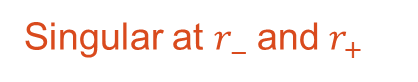 Singular at r₋ and r₊